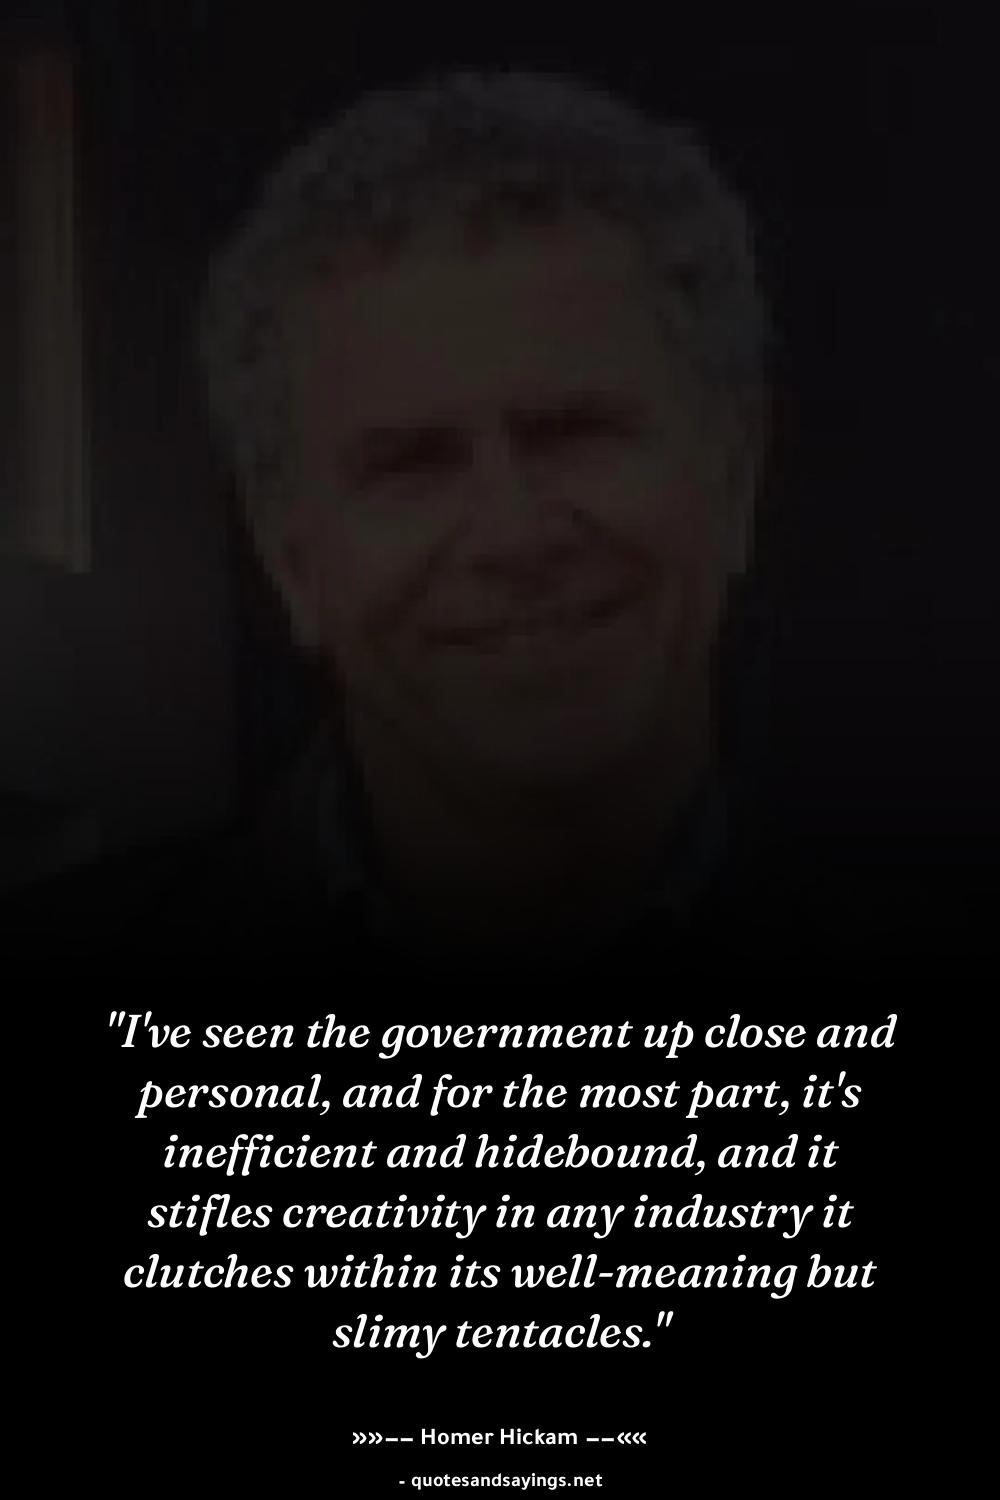 "I've seen the government up close and
personal, and for the most part, it's
inefficient and hidebound, and it
stifles creativity in any industry it
clutches within its well-meaning but
slimy tentacles."
»»−− Homer Hickam −−««
- quotesandsayings.net